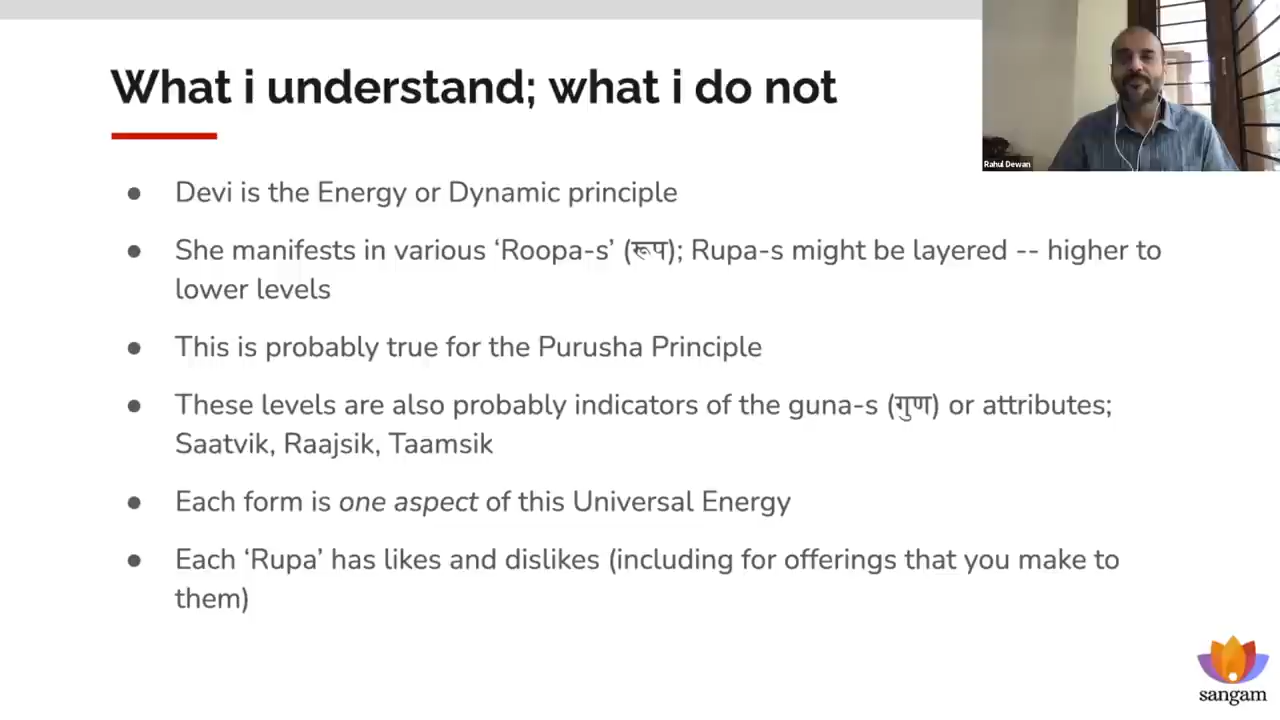 What i understand; what i do not
Rahul Dewan
● Devi is the Energy or Dynamic principle
● She manifests in various ‘Roopa-s’ (रूप); Rupa-s might be layered -- higher to
lower levels
● This is probably true for the Purusha Principle
● These levels are also probably indicators of the guna-s (गुण) or attributes;
Saatvik, Raajsik, Taamsik
● Each form is one aspect of this Universal Energy
● Each ‘Rupa’ has likes and dislikes (including for offerings that you make to
them)
sangam